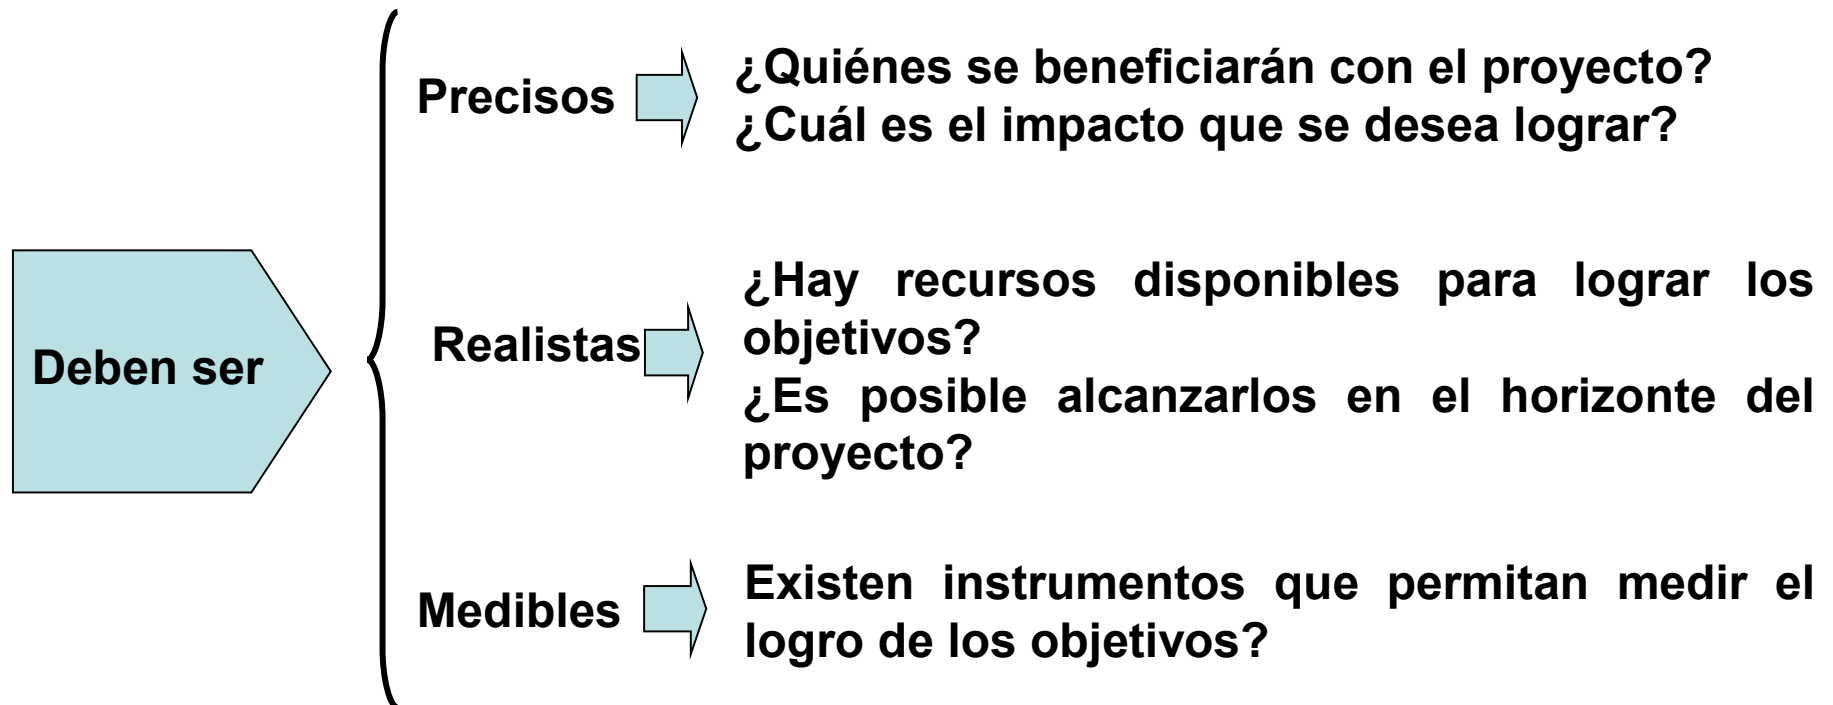 Deben ser
Precisos
¿Quiénes se beneficiarán con el proyecto?
¿Cuál es el impacto que se desea lograr?
Realistas
¿Hay recursos disponibles para lograr los
objetivos?
¿Es posible alcanzarlos en el horizonte del
proyecto?
Medibles
Existen instrumentos que permitan medir el
logro de los objetivos?